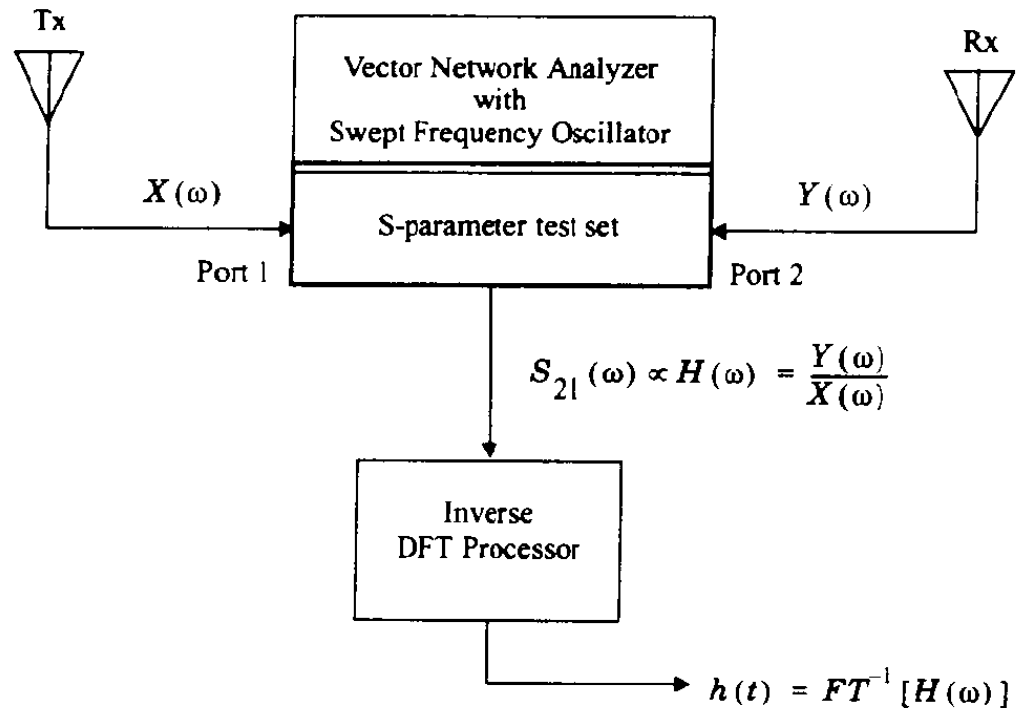 Tx
Vector Network Analyzer
with
Swept Frequency Oscillator
Rx
X(ω)
S-parameter test set
Y(ω)
Port 1
Port 2
S₂₁(ω) ∝ H(ω) = Y(ω)/X(ω)
Inverse
DFT Processor
h(t) = FT⁻¹[H(ω)]